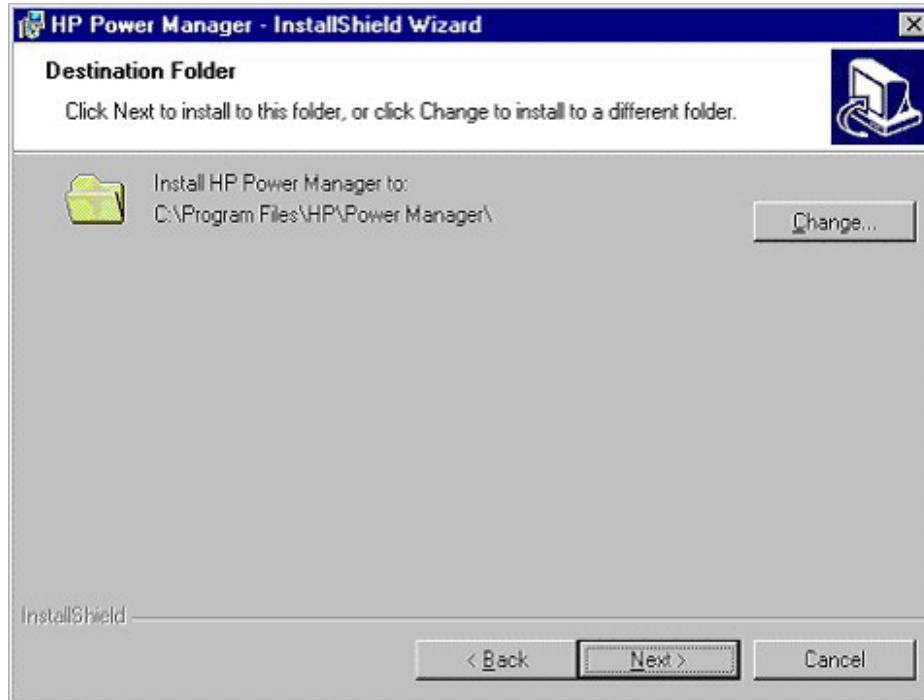 HP Power Manager - InstallShield Wizard
Destination Folder
Click Next to install to this folder, or click Change to install to a different folder.
Install HP Power Manager to:
C:\Program Files\HP\Power Manager\
Change...
InstallShield
< Back
Next >
Cancel